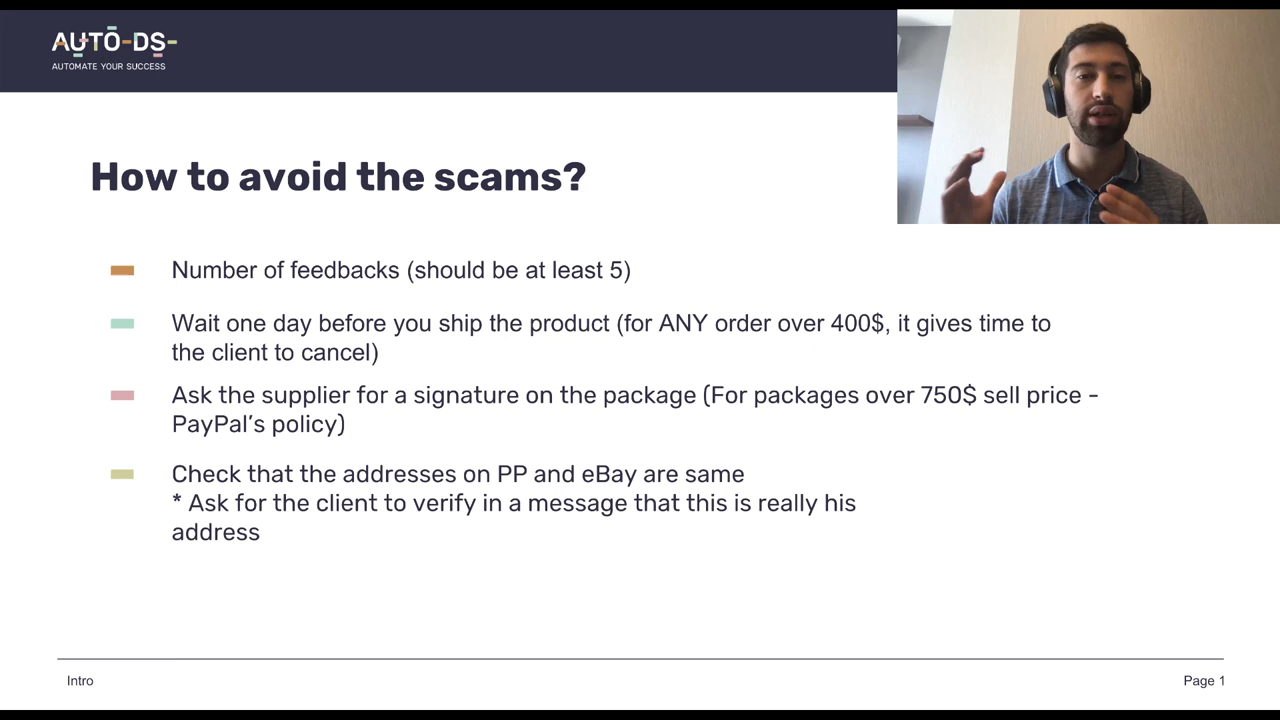 AUTO-DS-
AUTOMATE YOUR SUCCESS
How to avoid the scams?
Number of feedbacks (should be at least 5)
Wait one day before you ship the product (for ANY order over 400$, it gives time to
the client to cancel)
Ask the supplier for a signature on the package (For packages over 750$ sell price -
PayPal’s policy)
Check that the addresses on PP and eBay are same
* Ask for the client to verify in a message that this is really his
address
Intro
Page 1